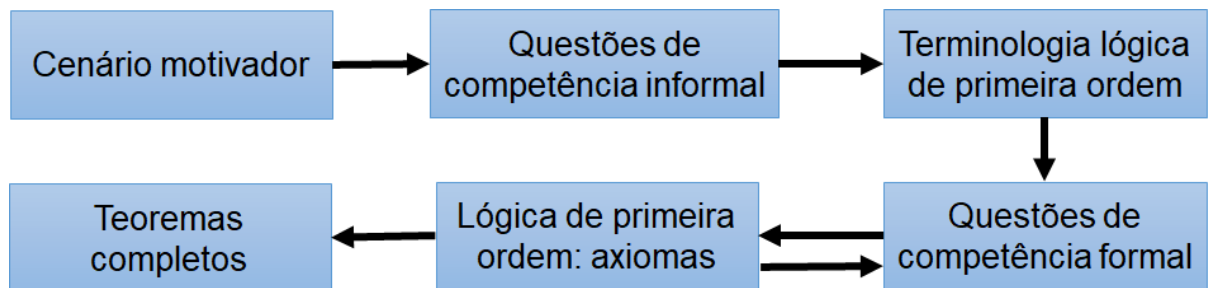 Cenário motivador
Questões de
competência informal
Terminologia lógica
de primeira ordem
Teoremas
completos
Lógica de primeira
ordem: axiomas
Questões de
competência formal